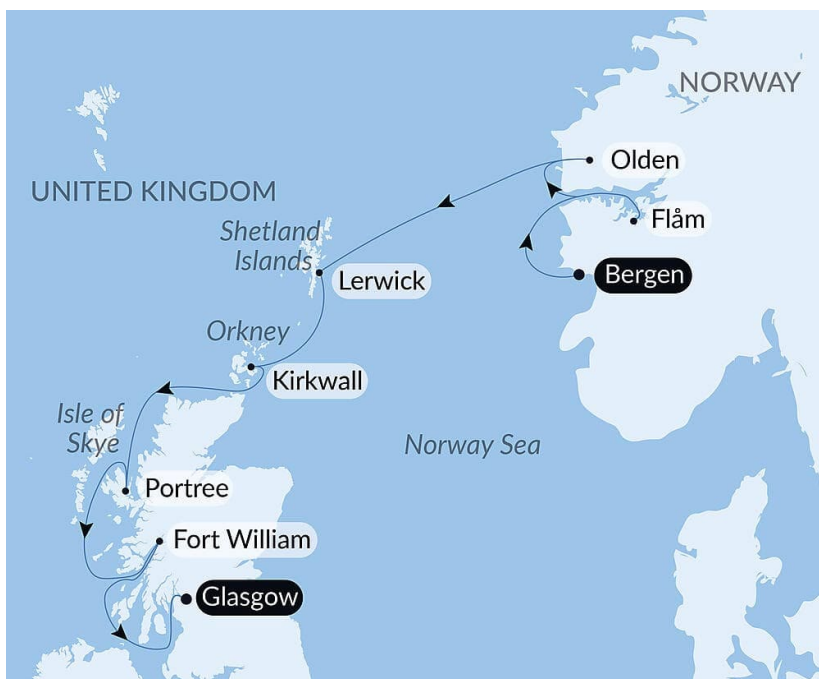 NORWAY
Olden
UNITED KINGDOM
Flåm
Shetland
Islands
Bergen
Lerwick
Orkney
Kirkwall
Isle of
Skye
Norway Sea
Portree
Fort William
Glasgow